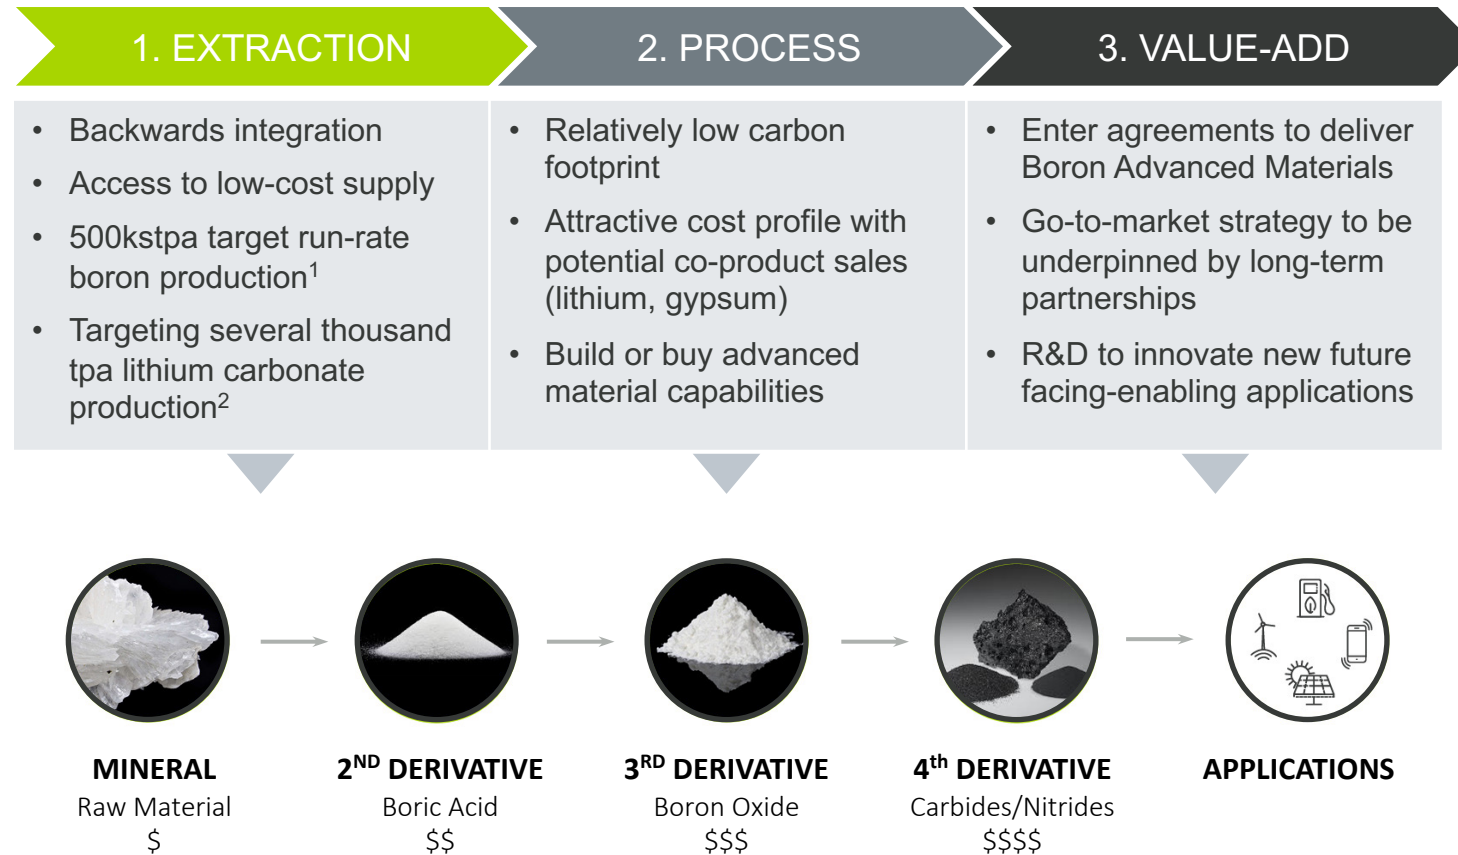 1. EXTRACTION
2. PROCESS
3. VALUE-ADD
• Backwards integration
• Access to low-cost supply
• 500kstpa target run-rate
boron production1
• Targeting several thousand
tpa lithium carbonate
production2
• Relatively low carbon
footprint
• Attractive cost profile with
potential co-product sales
(lithium, gypsum)
• Build or buy advanced
material capabilities
• Enter agreements to deliver
Boron Advanced Materials
• Go-to-market strategy to be
underpinned by long-term
partnerships
• R&D to innovate new future
facing-enabling applications
MINERAL
Raw Material
$
2ND DERIVATIVE
Boric Acid
$$
3RD DERIVATIVE
Boron Oxide
$$$
4th DERIVATIVE
Carbides/Nitrides
$$$$
APPLICATIONS